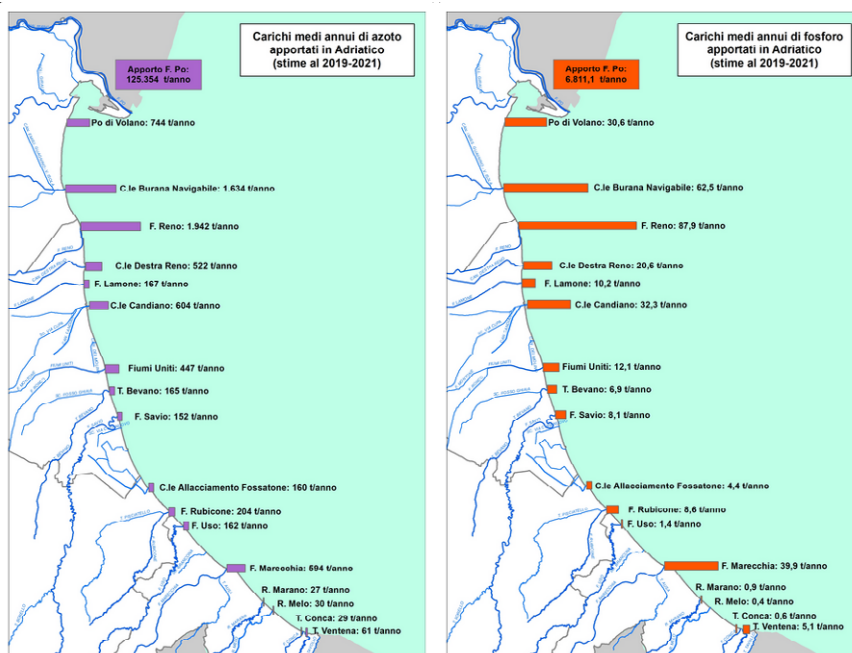 Carichi medi annui di azoto
apportati in Adriatico
(stime al 2019-2021)
Apporto F. Po:
125.354 t/anno
Po di Volano: 744 t/anno
C.le Burana Navigabile: 1.634 t/anno
F. Reno: 1.942 t/anno
C.le Destra Reno: 522 t/anno
F. Lamone: 167 t/anno
C.le Candiano: 604 t/anno
Fiumi Uniti: 447 t/anno
T. Bevano: 165 t/anno
F. Savio: 152 t/anno
C.le Allacciamento Fossatone: 160 t/anno
F. Rubicone: 204 t/anno
F. Uso: 162 t/anno
F. Marecchia: 594 t/anno
R. Marano: 27 t/anno
R. Melo: 30 t/anno
T. Conca: 29 t/anno
T. Ventena: 61 t/anno
Carichi medi annui di fosforo
apportati in Adriatico
(stime al 2019-2021)
Apporto F. Po:
6.811,1 t/anno
Po di Volano: 30,6 t/anno
C.le Burana Navigabile: 62,5 t/anno
F. Reno: 87,9 t/anno
C.le Destra Reno: 20,6 t/anno
F. Lamone: 10,2 t/anno
C.le Candiano: 32,3 t/anno
Fiumi Uniti: 12,1 t/anno
T. Bevano: 6,9 t/anno
F. Savio: 8,1 t/anno
C.le Allacciamento Fossatone: 4,4 t/anno
F. Rubicone: 8,6 t/anno
F. Uso: 1,4 t/anno
F. Marecchia: 39,9 t/anno
R. Marano: 0,9 t/anno
R. Melo: 0,4 t/anno
T. Conca: 0,6 t/anno
T. Ventena: 5,1 t/anno